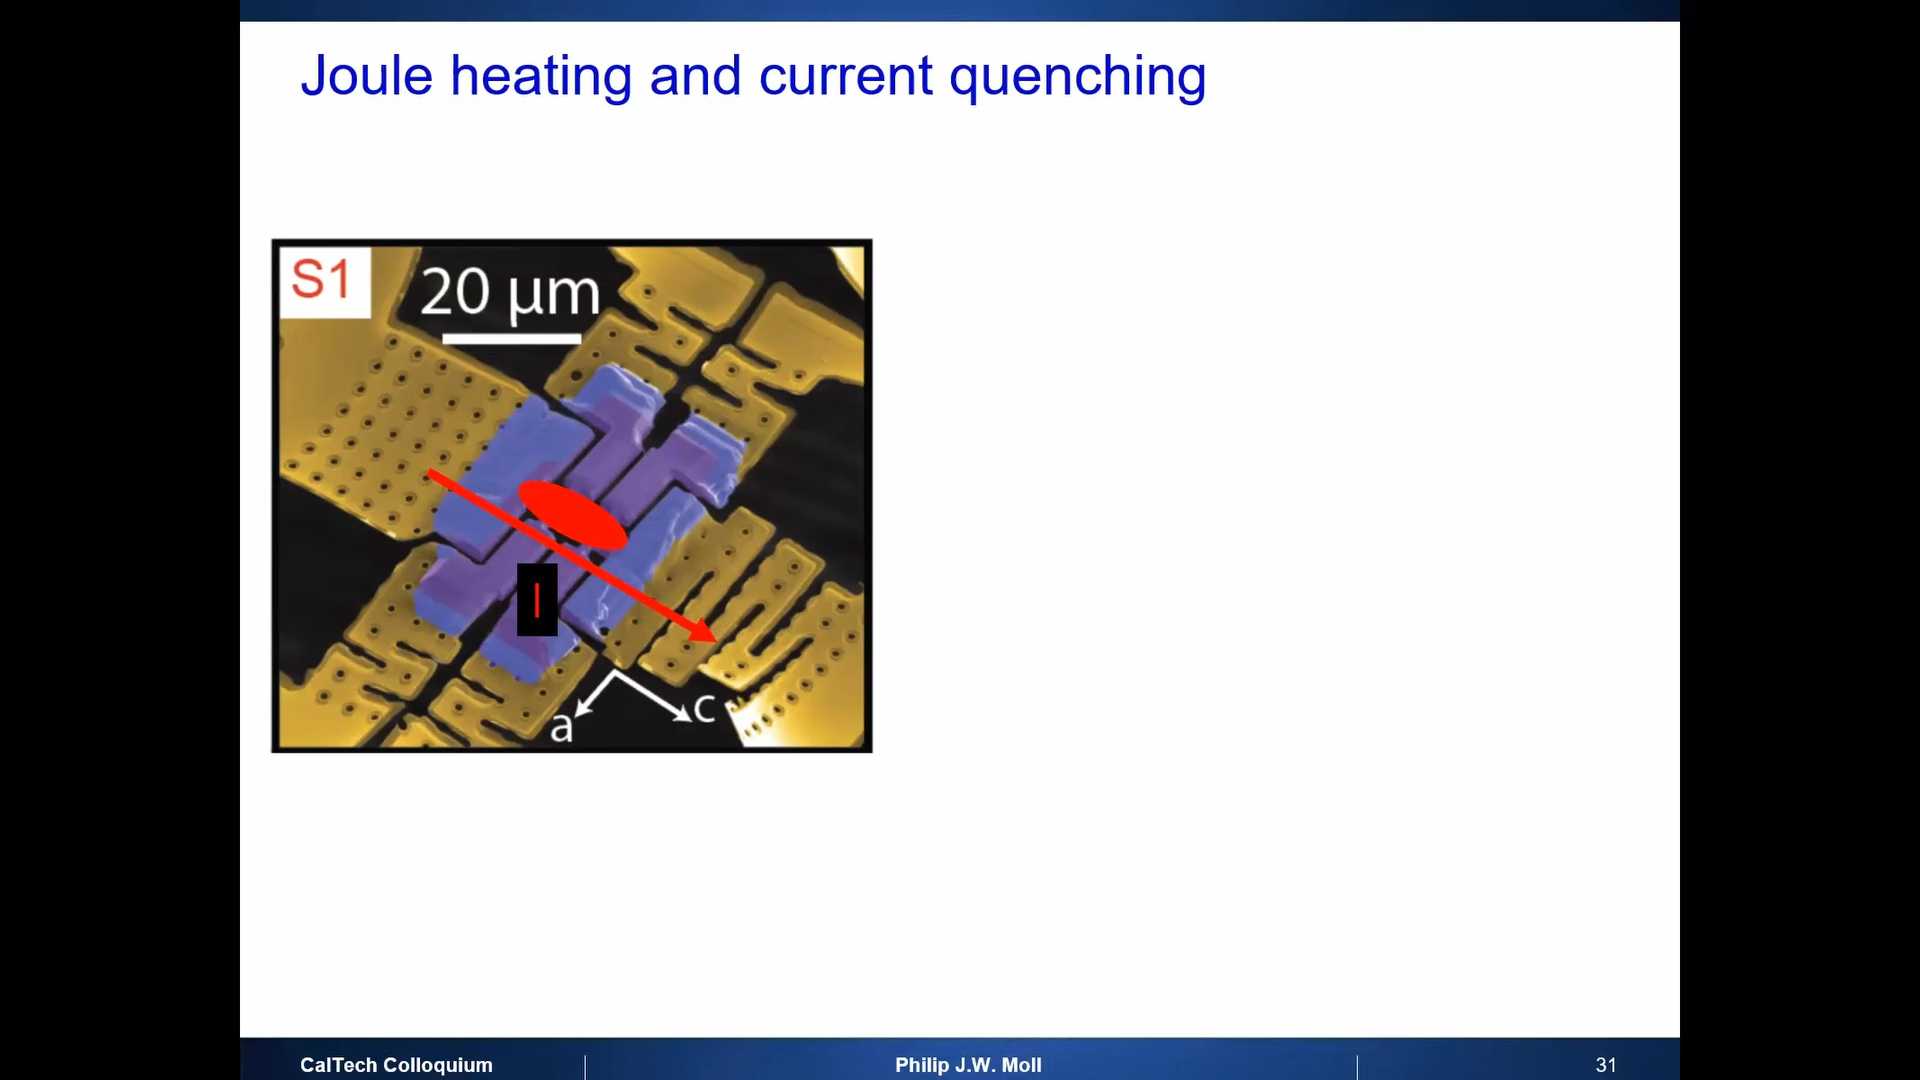 Joule heating and current quenching
S1
20 μm
I
a
c
CalTech Colloquium
Philip J.W. Moll
31